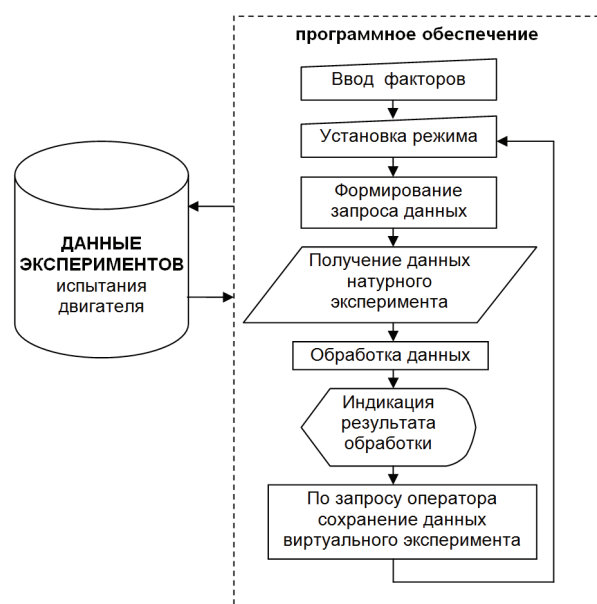 программное обеспечение
Ввод факторов
Установка режима
Формирование
запроса данных
ДАННЫЕ
ЭКСПЕРИМЕНТОВ
испытания
двигателя
Получение данных
натурного
эксперимента
Обработка данных
Индикация
результата
обработки
По запросу оператора
сохранение данных
виртуального эксперимента